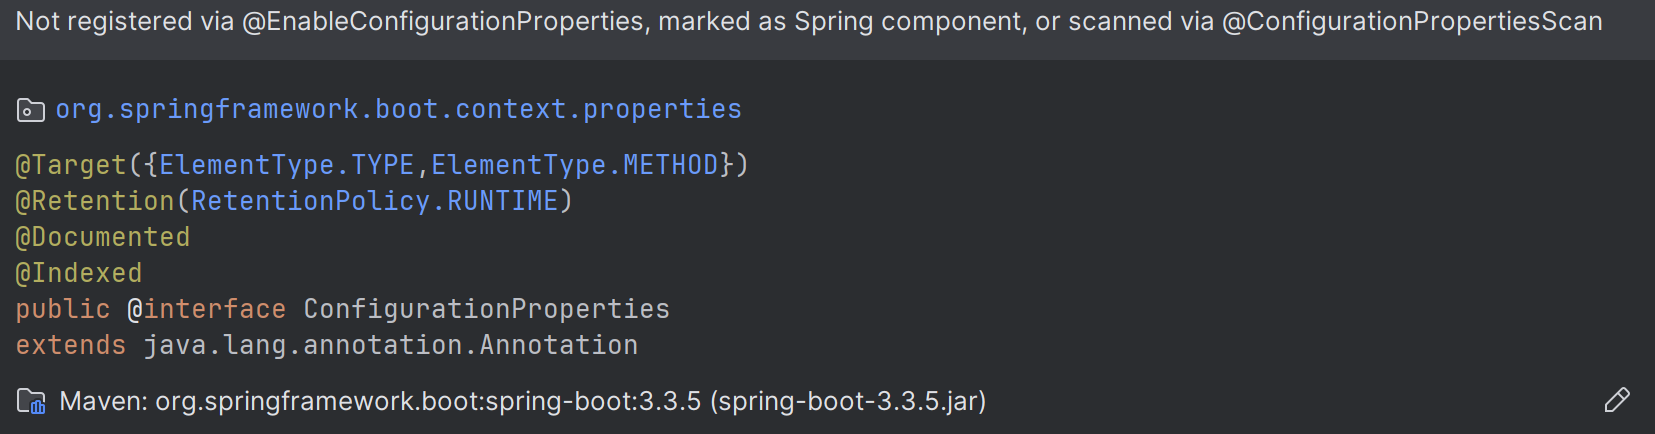 Not registered via @EnableConfigurationProperties, marked as Spring component, or scanned via @ConfigurationPropertiesScan
org.springframework.boot.context.properties
@Target({ElementType.TYPE,ElementType.METHOD})
@Retention(RetentionPolicy.RUNTIME)
@Documented
@Indexed
public @interface ConfigurationProperties
extends java.lang.annotation.Annotation
Maven: org.springframework.boot:spring-boot:3.3.5 (spring-boot-3.3.5.jar)